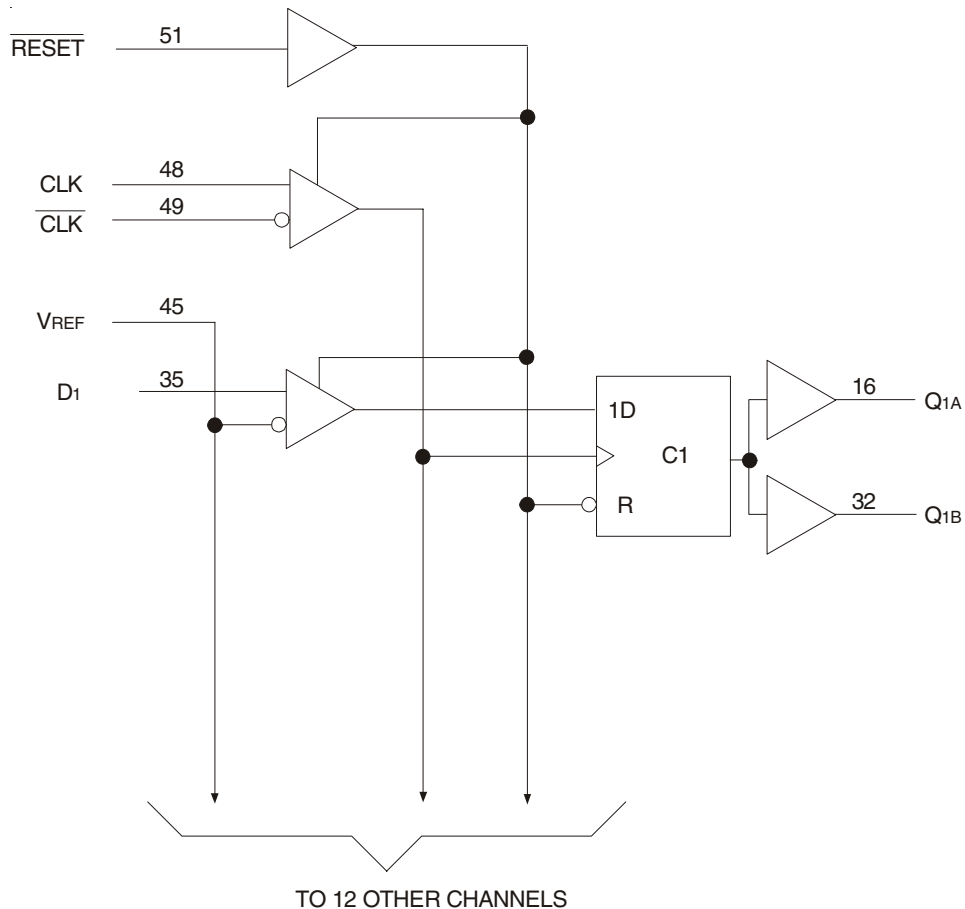 RESET 51
CLK 48
CLK 49
VREF 45
D1 35
1D
C1
R
16 Q1A
32 Q1B
TO 12 OTHER CHANNELS